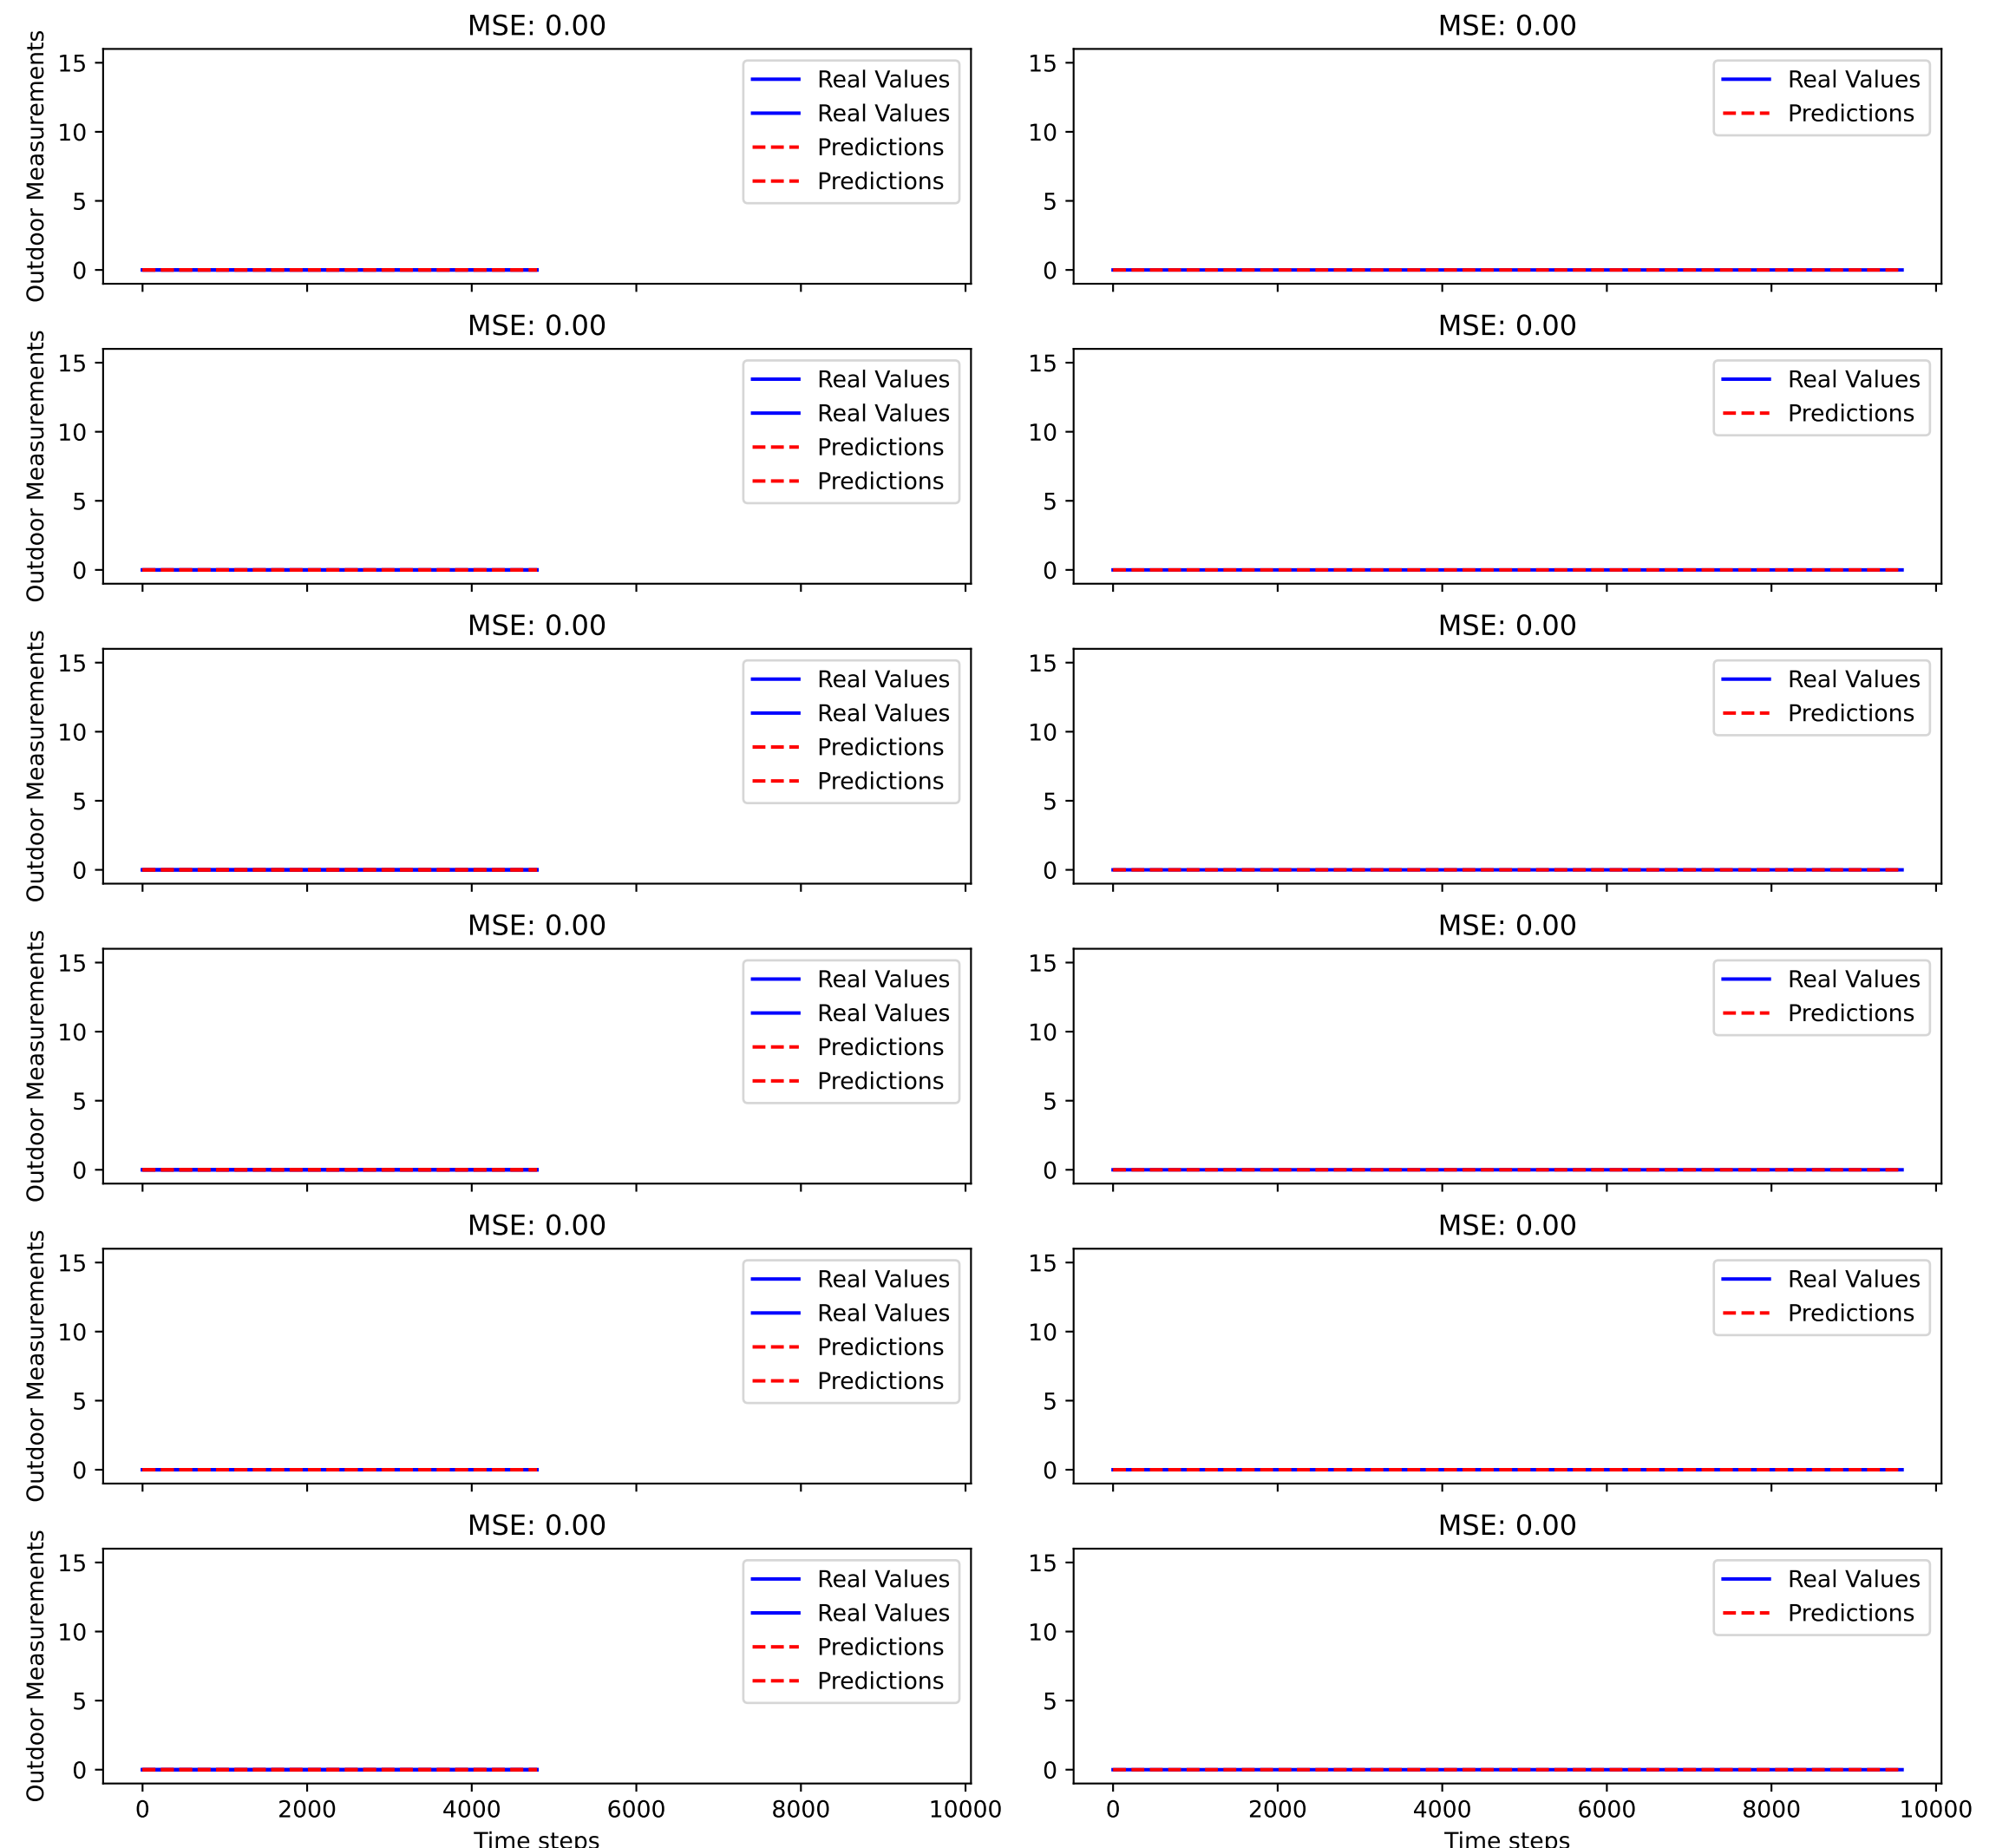 MSE: 0.00
Outdoor Measurements
15
10
5
0
Real Values
Real Values
Predictions
Predictions
MSE: 0.00
15
10
5
0
Real Values
Predictions
MSE: 0.00
Outdoor Measurements
15
10
5
0
Real Values
Real Values
Predictions
Predictions
MSE: 0.00
15
10
5
0
Real Values
Predictions
MSE: 0.00
Outdoor Measurements
15
10
5
0
Real Values
Real Values
Predictions
Predictions
MSE: 0.00
15
10
5
0
Real Values
Predictions
MSE: 0.00
Outdoor Measurements
15
10
5
0
Real Values
Real Values
Predictions
Predictions
MSE: 0.00
15
10
5
0
Real Values
Predictions
MSE: 0.00
Outdoor Measurements
15
10
5
0
Real Values
Real Values
Predictions
Predictions
MSE: 0.00
15
10
5
0
Real Values
Predictions
MSE: 0.00
Outdoor Measurements
15
10
5
0
Real Values
Real Values
Predictions
Predictions
0 2000 4000 6000 8000 10000
Time steps
MSE: 0.00
15
10
5
0
Real Values
Predictions
0 2000 4000 6000 8000 10000
Time steps